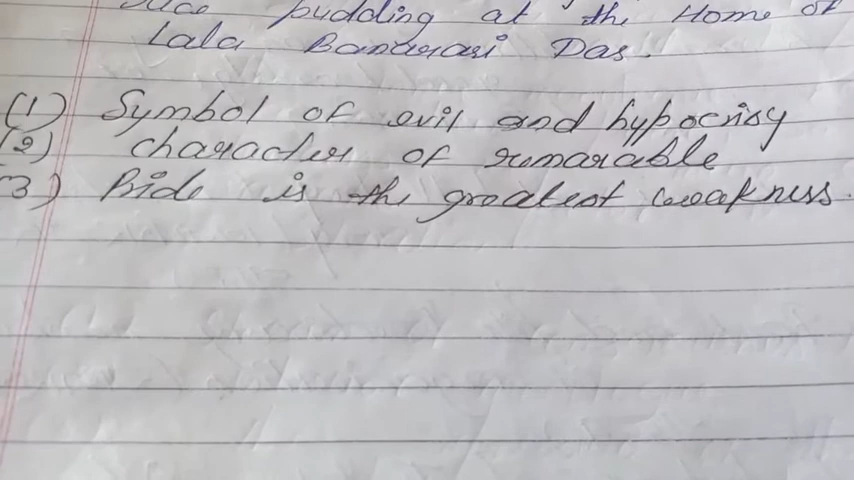 pudding at the Home of
Lala Banarasi Das.
(1) Symbol of evil and hypocrisy
(2) character of remarable
3) Pride is the greatest weakness.